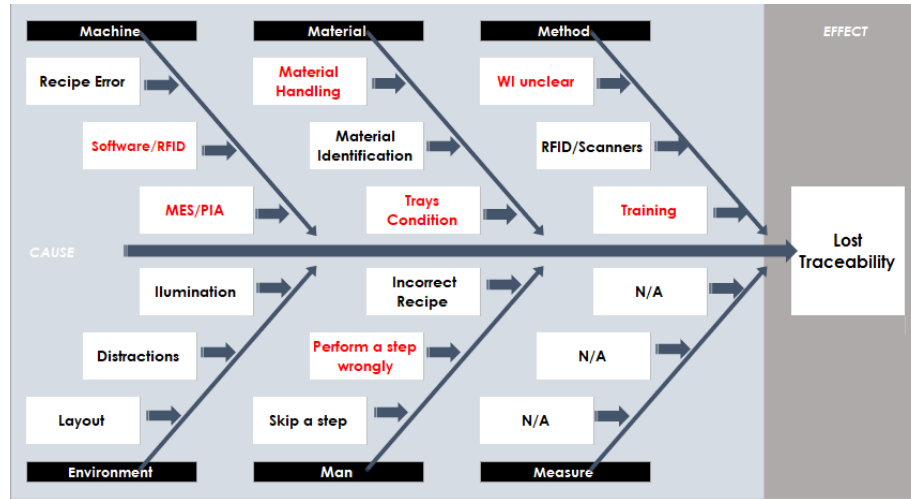 Machine
Material
Method
EFFECT
Recipe Error
Material
Handling
WI unclear
Software/RFID
Material
Identification
RFID/Scanners
MES/PIA
Trays
Condition
Training
CAUSE
Lost
Traceability
Ilumination
Incorrect
Recipe
N/A
Distractions
Perform a step
wrongly
N/A
Layout
Skip a step
N/A
Environment
Man
Measure